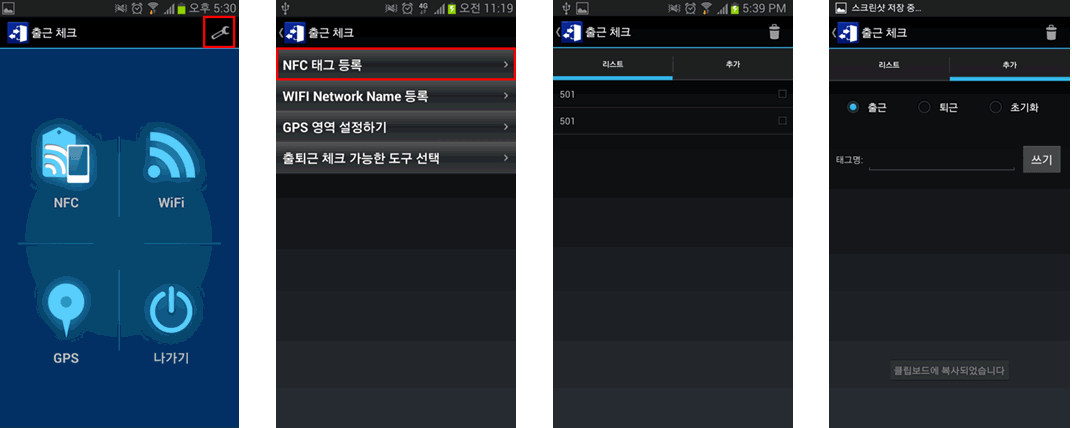 오후 5:30
출근 체크
NFC
WiFi
GPS
나가기
4G 오전 11:19
출근 체크
NFC 태그 등록
WIFI Network Name 등록
GPS 영역 설정하기
출퇴근 체크 가능한 도구 선택
5:39 PM
출근 체크
리스트
추가
501
501
스크린샷 저장 중...
출근 체크
리스트
추가
출근
퇴근
초기화
태그명:
쓰기
클립보드에 복사되었습니다